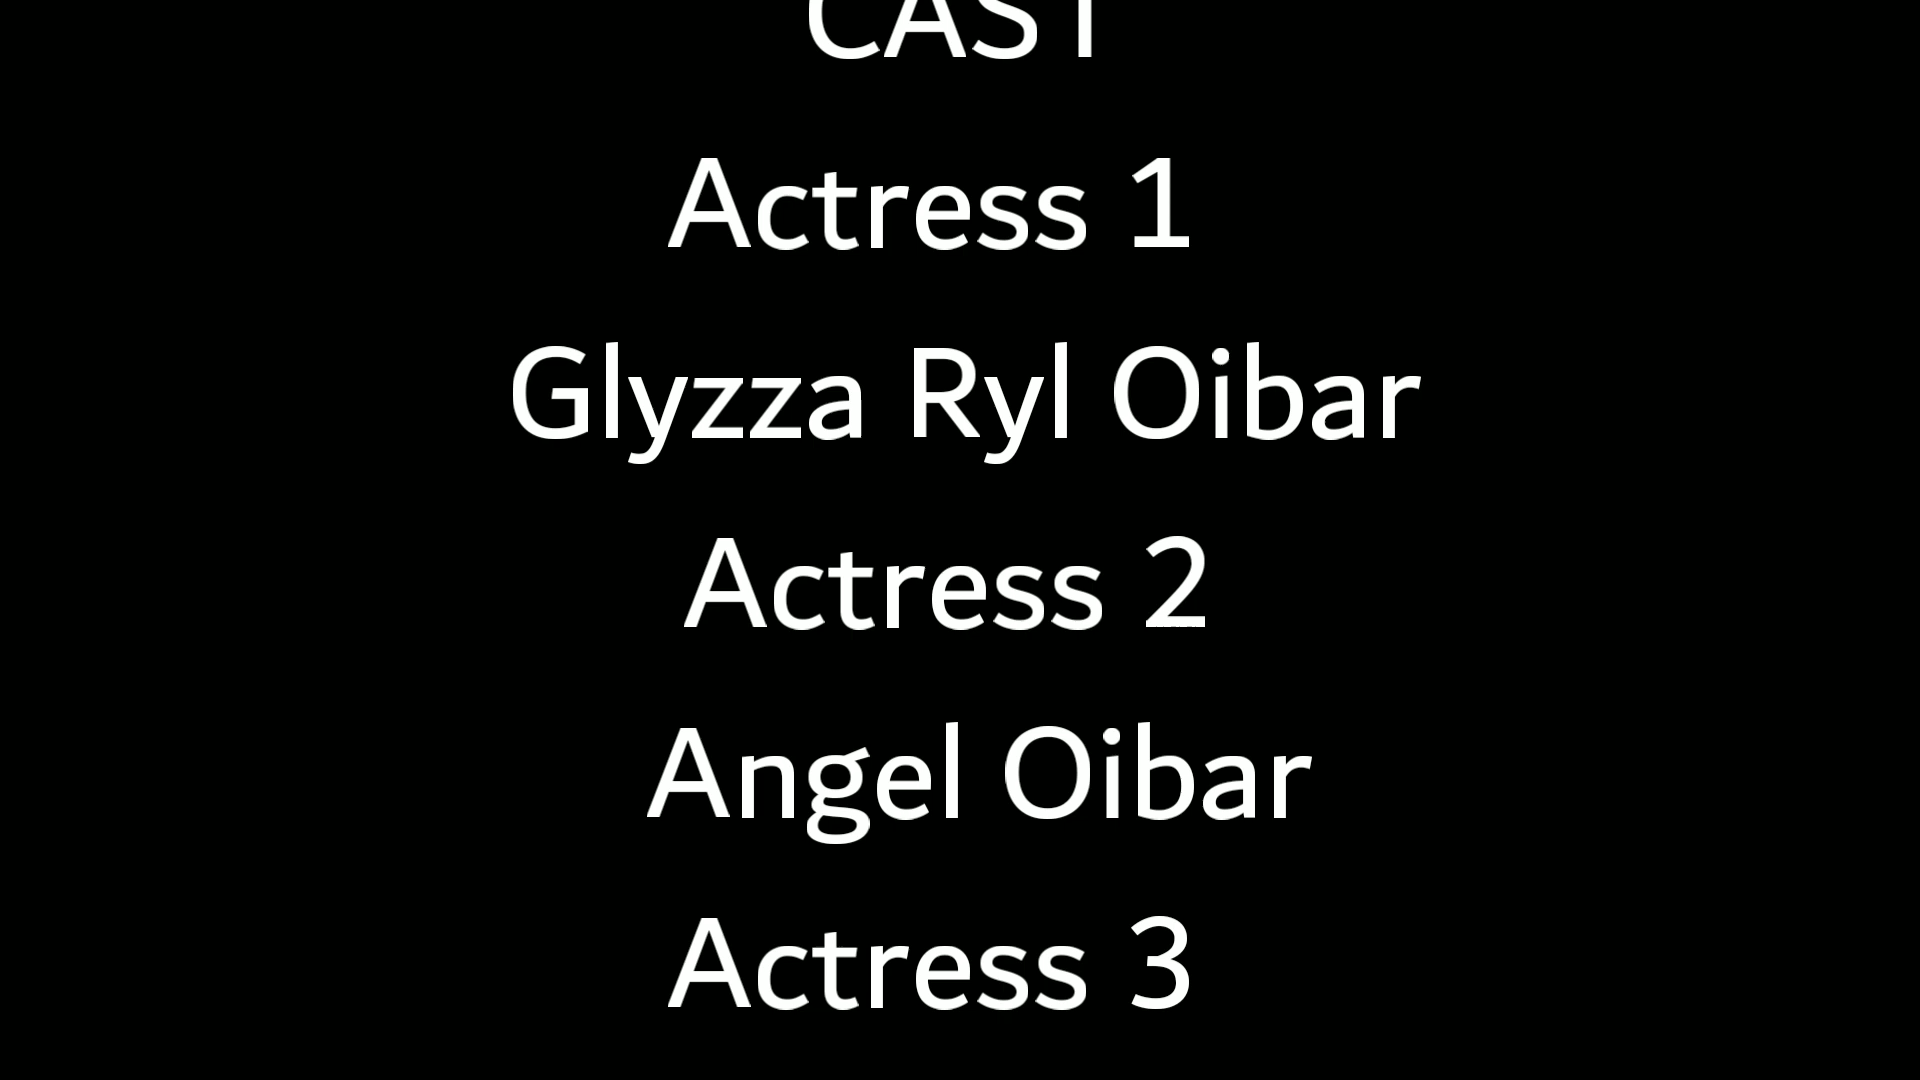 CAST
Actress 1
Glyzza Ryl Oibar
Actress 2
Angel Oibar
Actress 3